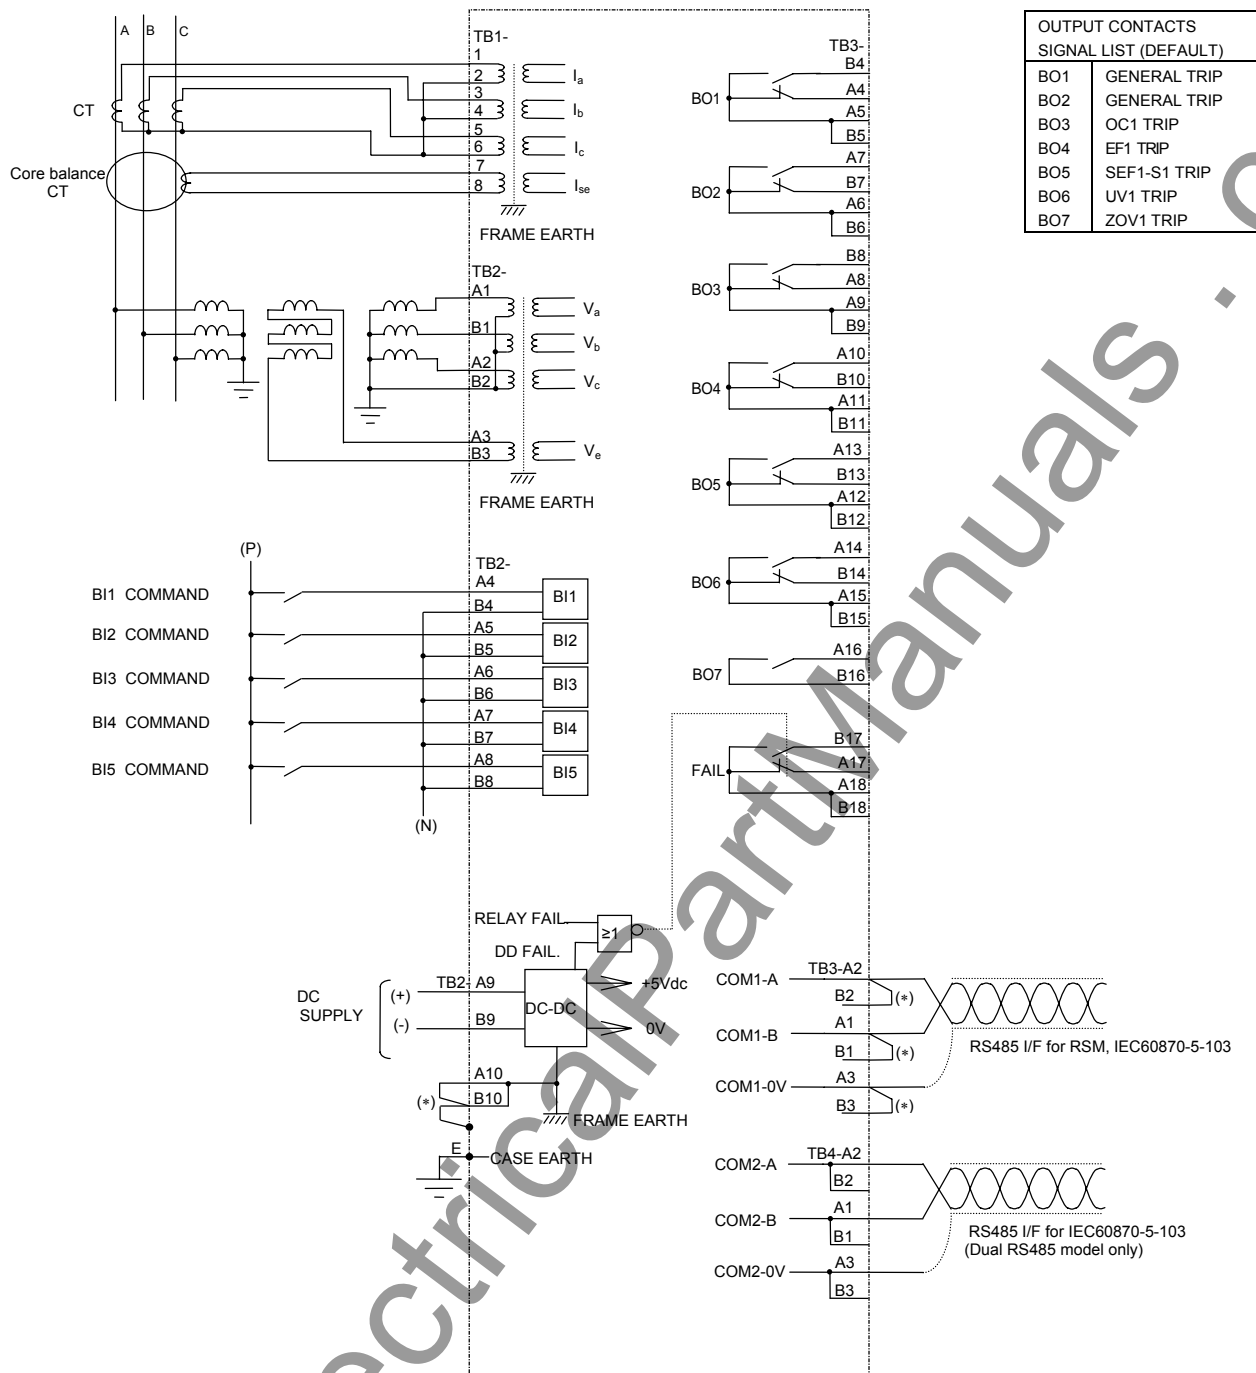 A B C
CT
Core balance
CT
TB1-
1
2
3
4
5
6
7
8
Ia
Ib
Ic
Ise
FRAME EARTH
TB2-
A1
B1
A2
B2
A3
B3
Va
Vb
Vc
Ve
FRAME EARTH
(P)
TB2-
BI1 COMMAND
A4
B4
BI1
BI2 COMMAND
A5
B5
BI2
BI3 COMMAND
A6
B6
BI3
BI4 COMMAND
A7
B7
BI4
BI5 COMMAND
A8
B8
BI5
(N)
RELAY FAIL.
≥1
DD FAIL.
DC
SUPPLY
(+)
(-)
TB2- A9
B9
DC-DC
+5Vdc
0V
A10
B10
(*)
FRAME EARTH
E
CASE EARTH
TB3-
BO1
B4
A4
A5
B5
BO2
A7
B7
A6
B6
BO3
B8
A8
A9
B9
BO4
A10
B10
A11
B11
BO5
A13
B13
A12
B12
BO6
A14
B14
A15
B15
BO7
A16
B16
FAIL
B17
A17
A18
B18
COM1-A
TB3-A2
B2
(*)
COM1-B
A1
B1
(*)
COM1-0V
A3
B3
(*)
RS485 I/F for RSM, IEC60870-5-103
COM2-A
TB4-A2
B2
COM2-B
A1
B1
COM2-0V
A3
B3
RS485 I/F for IEC60870-5-103
(Dual RS485 model only)
OUTPUT CONTACTS
SIGNAL LIST (DEFAULT)
BO1 GENERAL TRIP
BO2 GENERAL TRIP
BO3 OC1 TRIP
BO4 EF1 TRIP
BO5 SEF1-S1 TRIP
BO6 UV1 TRIP
BO7 ZOV1 TRIP
ectricalPartManuals .